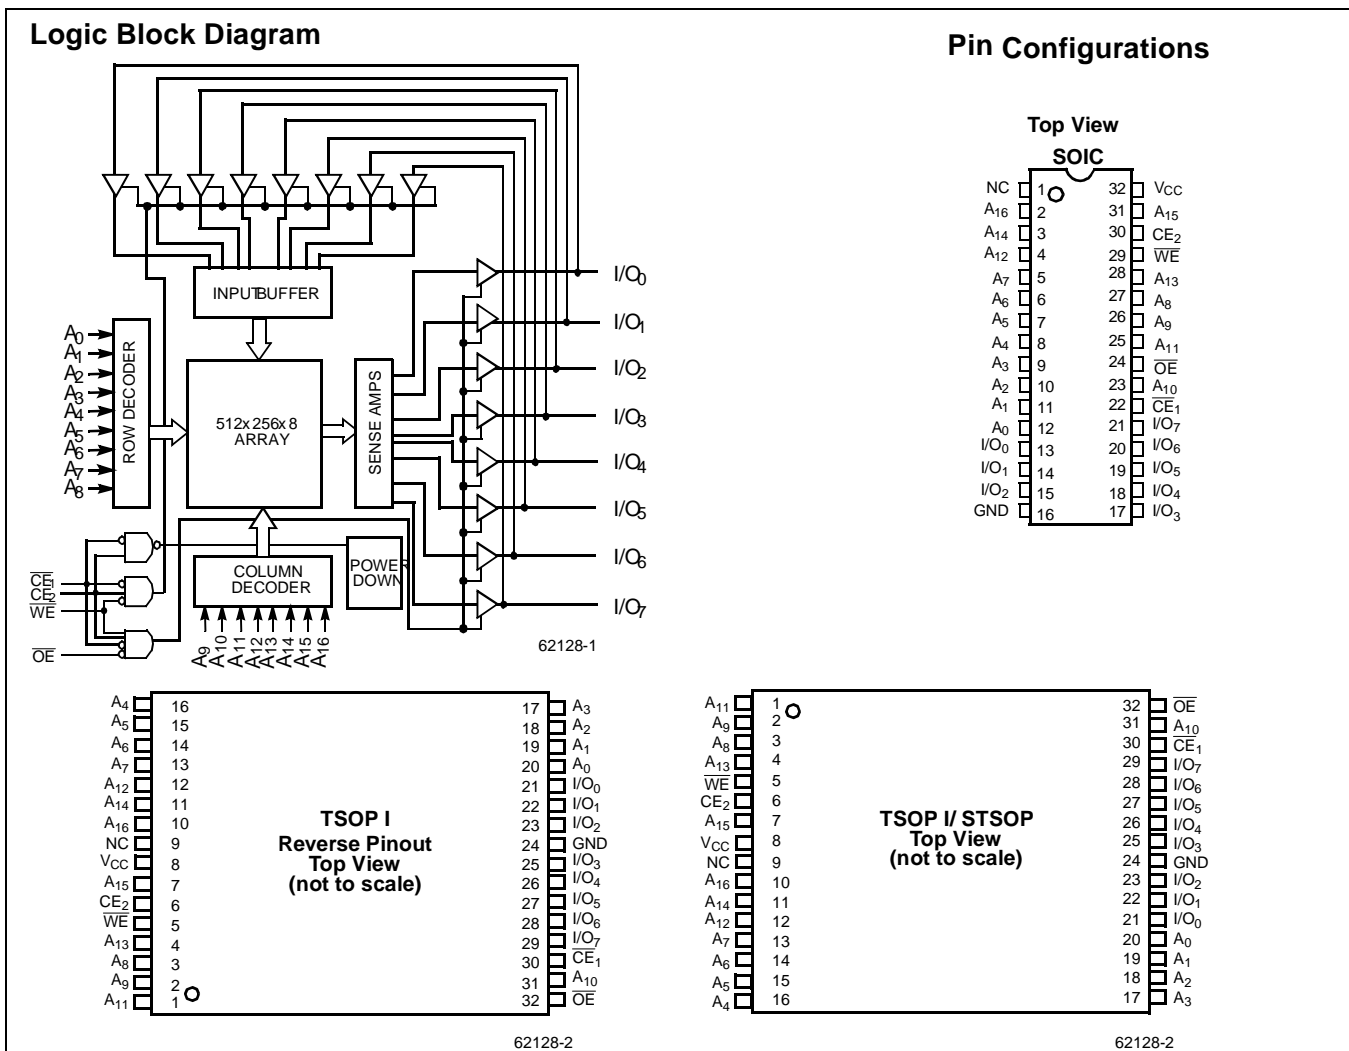 Logic Block Diagram
Pin Configurations
INPUT BUFFER
A0
A1
A2
A3
A4
A5
A6
A7
A8
ROW DECODER
512x 256x 8
ARRAY
SENSE AMPS
I/O0
I/O1
I/O2
I/O3
I/O4
I/O5
I/O6
I/O7
CE1
CE2
WE
OE
COLUMN
DECODER
POWER
DOWN
A9
A10
A11
A12
A13
A14
A15
A16
62128-1
Top View
SOIC
NC 1 32 VCC
A16 2 31 A15
A14 3 30 CE2
A12 4 29 WE
A7 5 28 A13
A6 6 27 A8
A5 7 26 A9
A4 8 25 A11
A3 9 24 OE
A2 10 23 A10
A1 11 22 CE1
A0 12 21 I/O7
I/O0 13 20 I/O6
I/O1 14 19 I/O5
I/O2 15 18 I/O4
GND 16 17 I/O3
A4 16 17 A3
A5 15 18 A2
A6 14 19 A1
A7 13 20 A0
A12 12 21 I/O0
A14 11 22 I/O1
A16 10 23 I/O2
NC 9 24 GND
VCC 8 25 I/O3
A15 7 26 I/O4
CE2 6 27 I/O5
WE 5 28 I/O6
A13 4 29 I/O7
A8 3 30 CE1
A9 2 31 A10
A11 1 32 OE
TSOP I
Reverse Pinout
Top View
(not to scale)
62128-2
A11 1 32 OE
A9 2 31 A10
A8 3 30 CE1
A13 4 29 I/O7
WE 5 28 I/O6
CE2 6 27 I/O5
A15 7 26 I/O4
VCC 8 25 I/O3
NC 9 24 GND
A16 10 23 I/O2
A14 11 22 I/O1
A12 12 21 I/O0
A7 13 20 A0
A6 14 19 A1
A5 15 18 A2
A4 16 17 A3
TSOP I/ STSOP
Top View
(not to scale)
62128-2